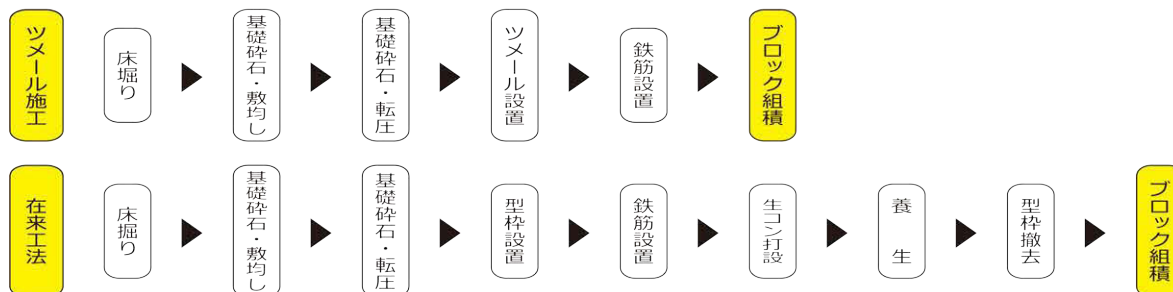 ツメール施工
床堀り
基礎砕石・敷均し
基礎砕石・転圧
ツメール設置
鉄筋設置
ブロック組積
在来工法
床掘り
基礎砕石・敷均し
基礎砕石・転圧
型枠設置
鉄筋設置
生コン打設
養生
型枠撤去
ブロック組積